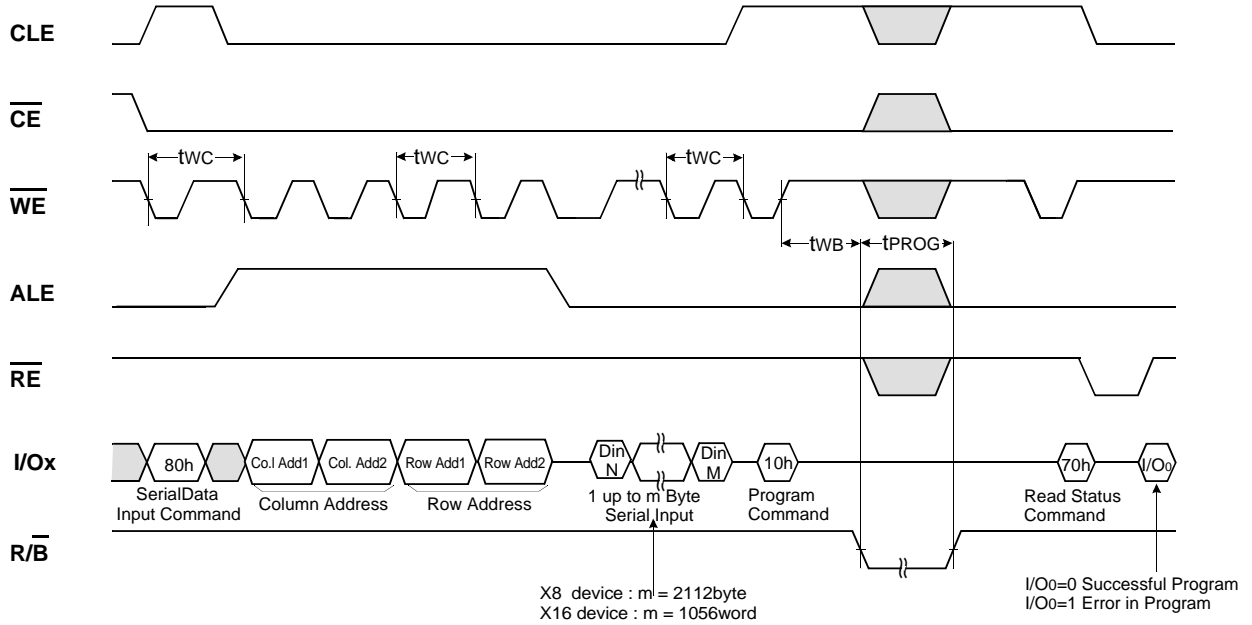 CLE
CE
tWC
tWC
tWC
WE
tWB
tPROG
ALE
RE
I/Ox
80h
Co.l Add1
Col. Add2
Row Add1
Row Add2
Din
N
Din
M
10h
70h
I/O0
SerialData
Input Command
Column Address
Row Address
1 up to m Byte
Serial Input
Program
Command
Read Status
Command
R/B
X8 device : m = 2112byte
X16 device : m = 1056word
I/O0=0 Successful Program
I/O0=1 Error in Program